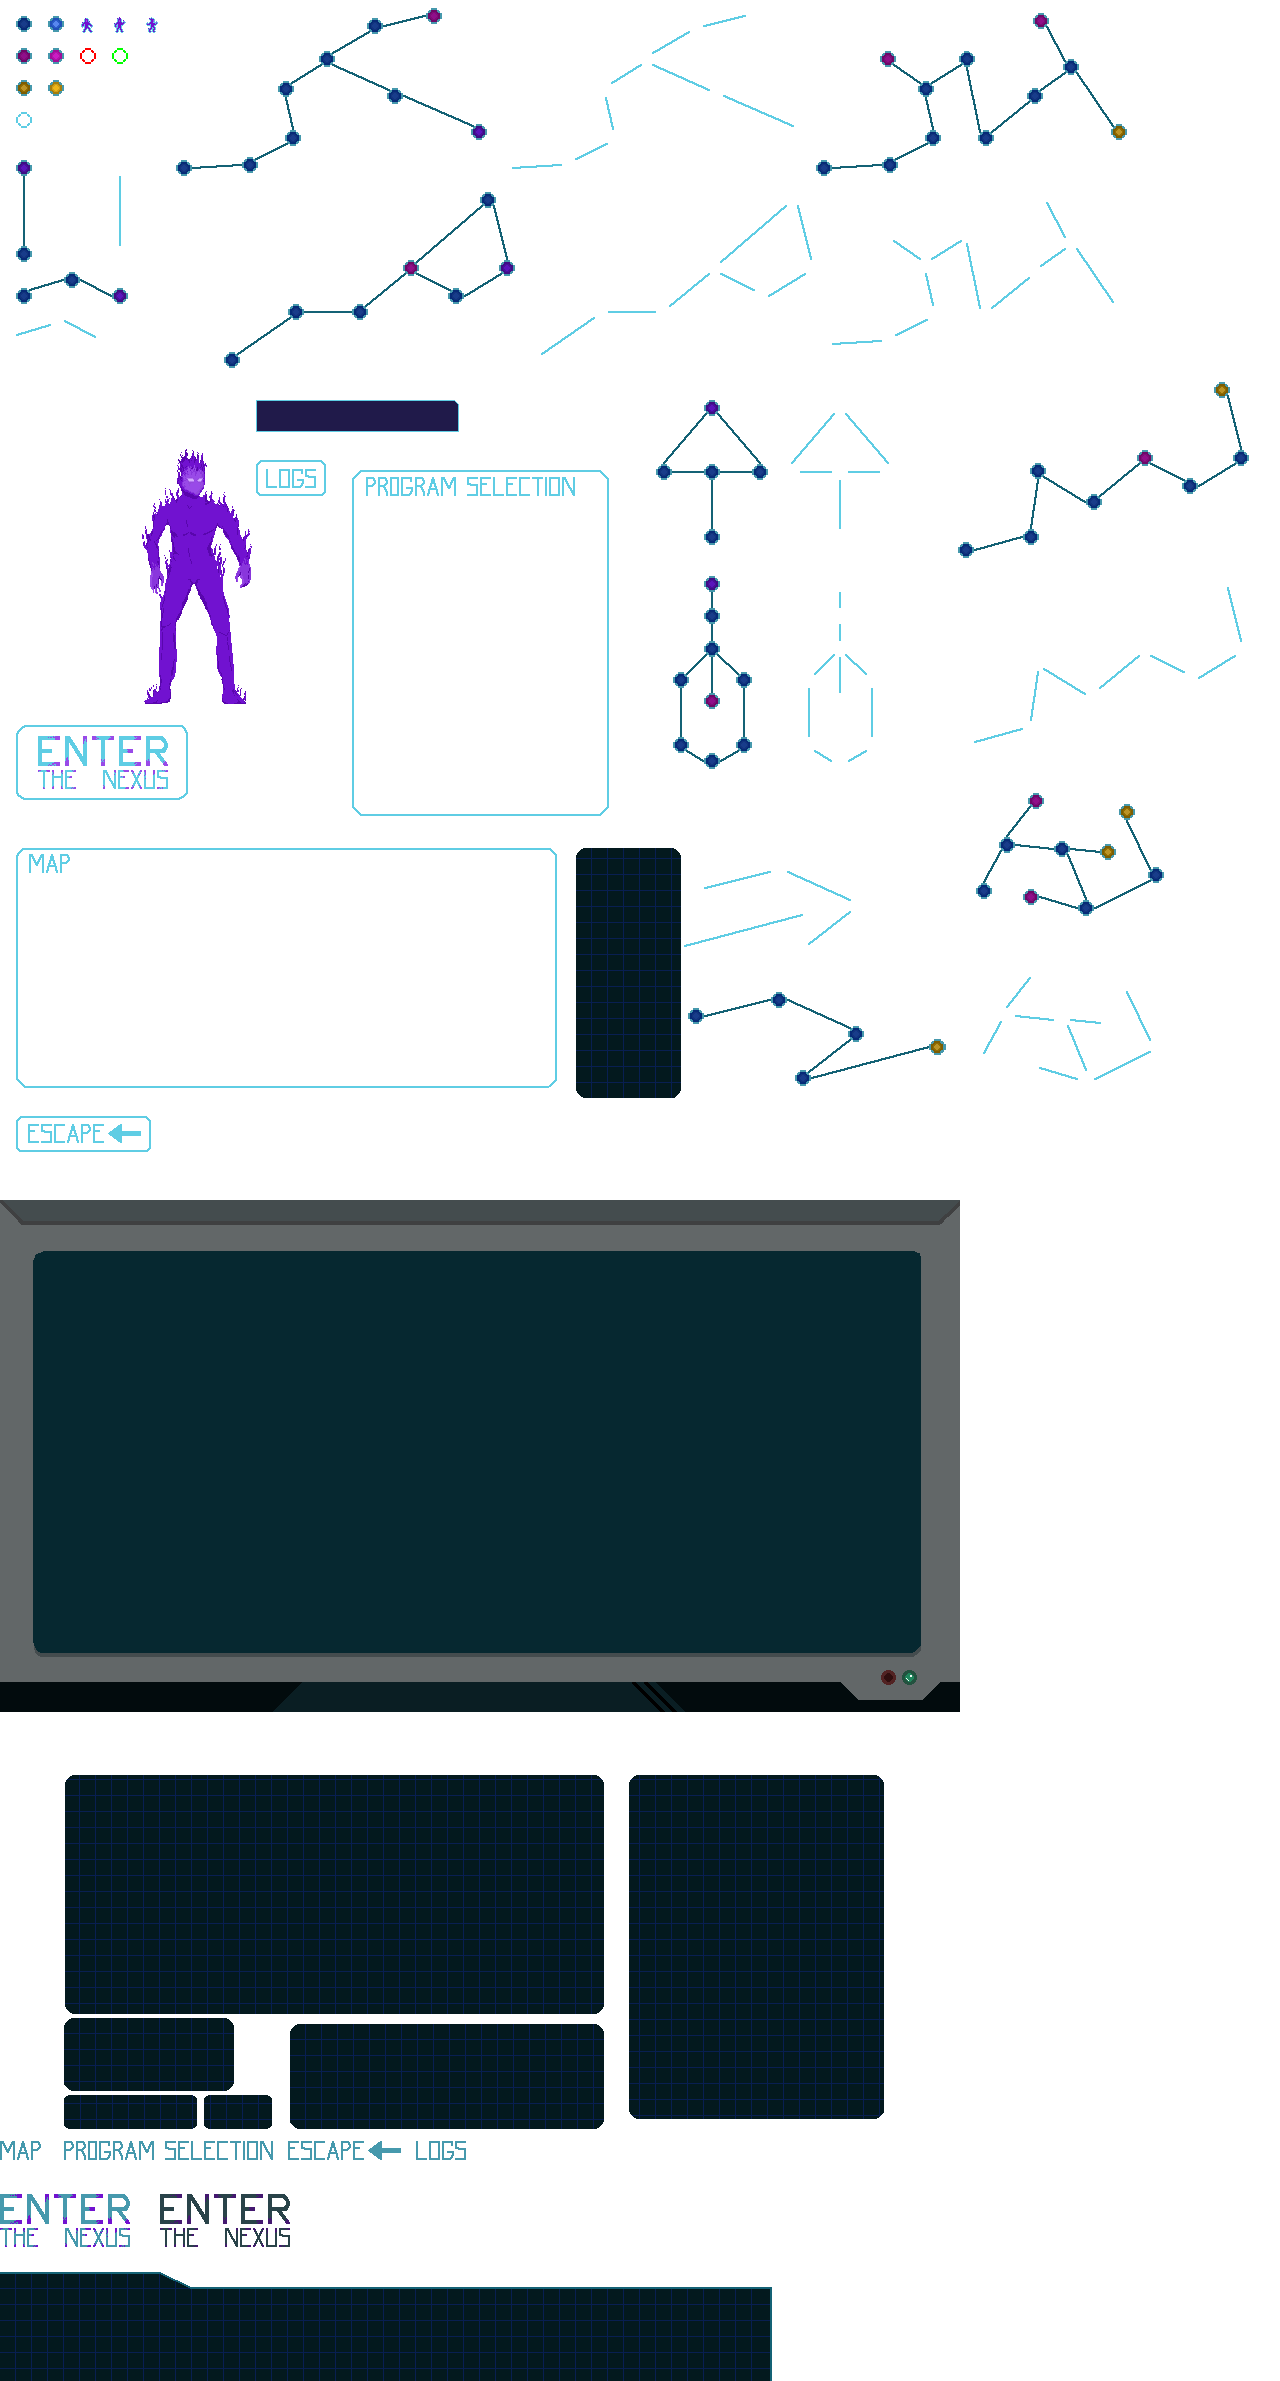 LOGS
PROGRAM SELECTION
ENTER
THE NEXUS
MAP
ESCAPE
MAP PROGRAM SELECTION ESCAPE LOGS
ENTER ENTER
THE NEXUS THE NEXUS